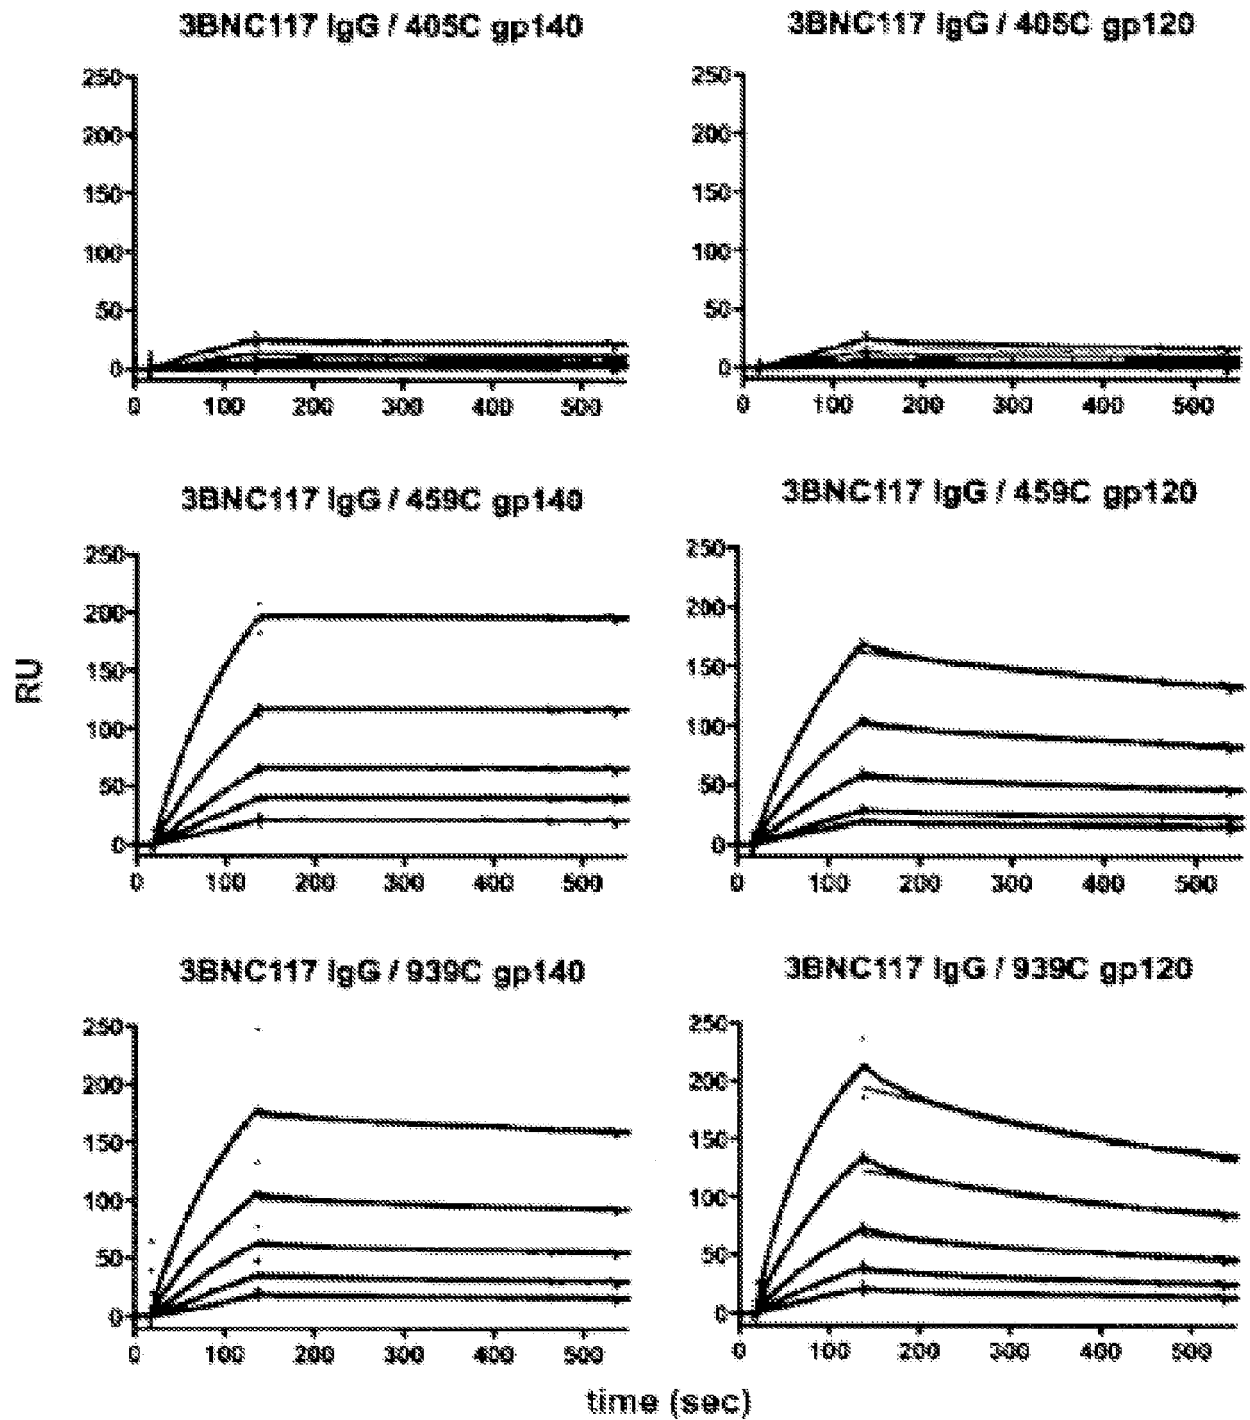 3BNC117 IgG / 405C gp140
250
200
150
100
50
0
0 100 200 300 400 500
3BNC117 IgG / 405C gp120
250
200
150
100
50
0
0 100 200 300 400 500
3BNC117 IgG / 459C gp140
250
200
150
100
50
0
0 100 200 300 400 500
3BNC117 IgG / 459C gp120
250
200
150
100
50
0
0 100 200 300 400 500
RU
3BNC117 IgG / 939C gp140
250
200
150
100
50
0
0 100 200 300 400 500
3BNC117 IgG / 939C gp120
250
200
150
100
50
0
0 100 200 300 400 500
time (sec)